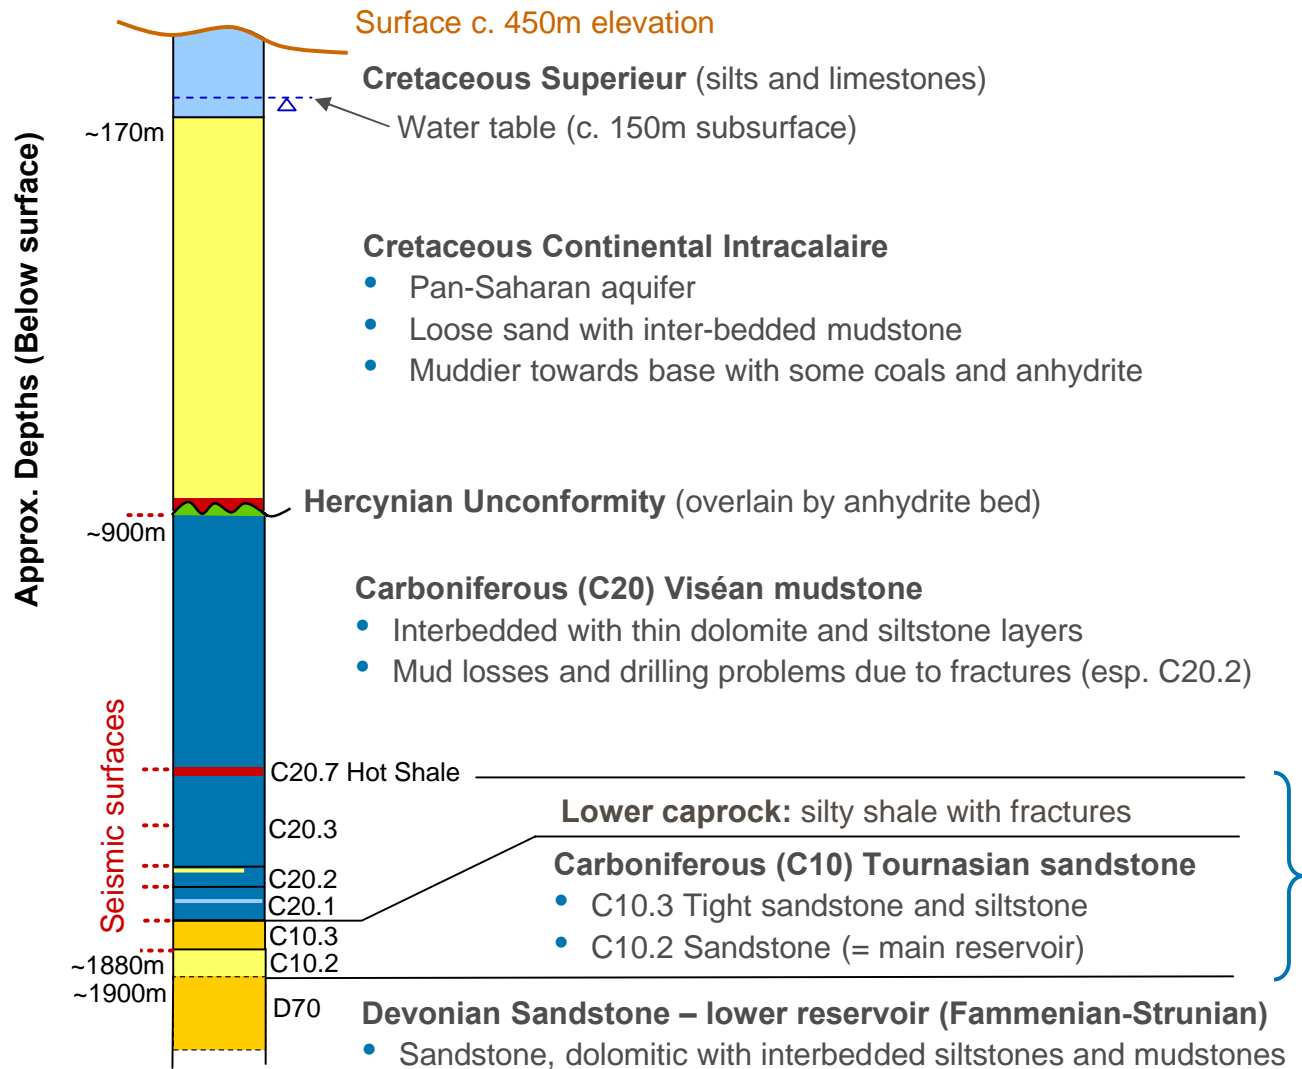 Surface c. 450m elevation
Cretaceous Superieur (silts and limestones)
Water table (c. 150m subsurface)
~170m
Approx. Depths (Below surface)
Cretaceous Continental Intracalaire
• Pan-Saharan aquifer
• Loose sand with inter-bedded mudstone
• Muddier towards base with some coals and anhydrite
Hercynian Unconformity (overlain by anhydrite bed)
~900m
Carboniferous (C20) Viséan mudstone
• Interbedded with thin dolomite and siltstone layers
• Mud losses and drilling problems due to fractures (esp. C20.2)
Seismic surfaces
C20.7 Hot Shale
Lower caprock: silty shale with fractures
C20.3
Carboniferous (C10) Tournasian sandstone
C20.2
• C10.3 Tight sandstone and siltstone
C20.1
C10.3
• C10.2 Sandstone (= main reservoir)
~1880m
C10.2
~1900m
D70
Devonian Sandstone – lower reservoir (Fammenian-Strunian)
• Sandstone, dolomitic with interbedded siltstones and mudstones